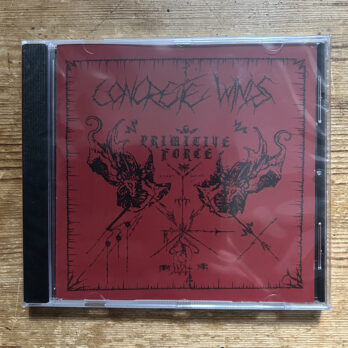 CONCRETE WINDS
PRIMITIVE
FORCE